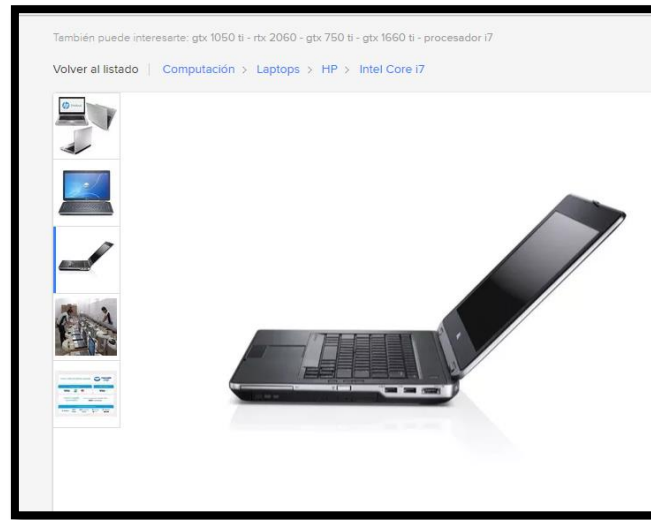 También puede interesarte: gtx 1050 ti - rtx 2060 - gtx 750 ti - gtx 1660 ti - procesador i7
Volver al listado | Computación > Laptops > HP > Intel Core i7